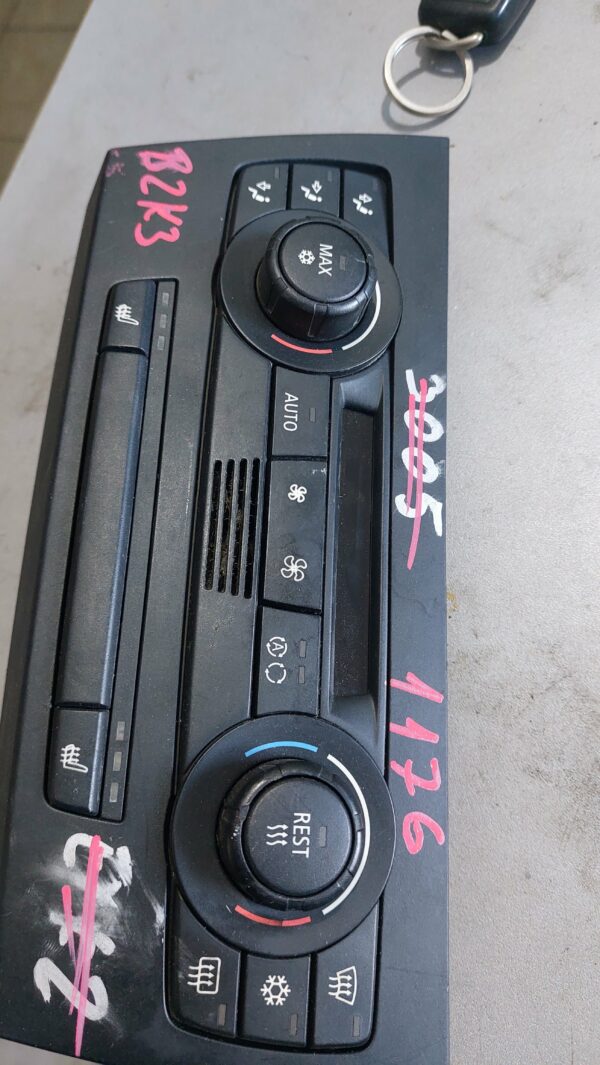 B2K3
MAX
AUTO
3005
A
1176
REST